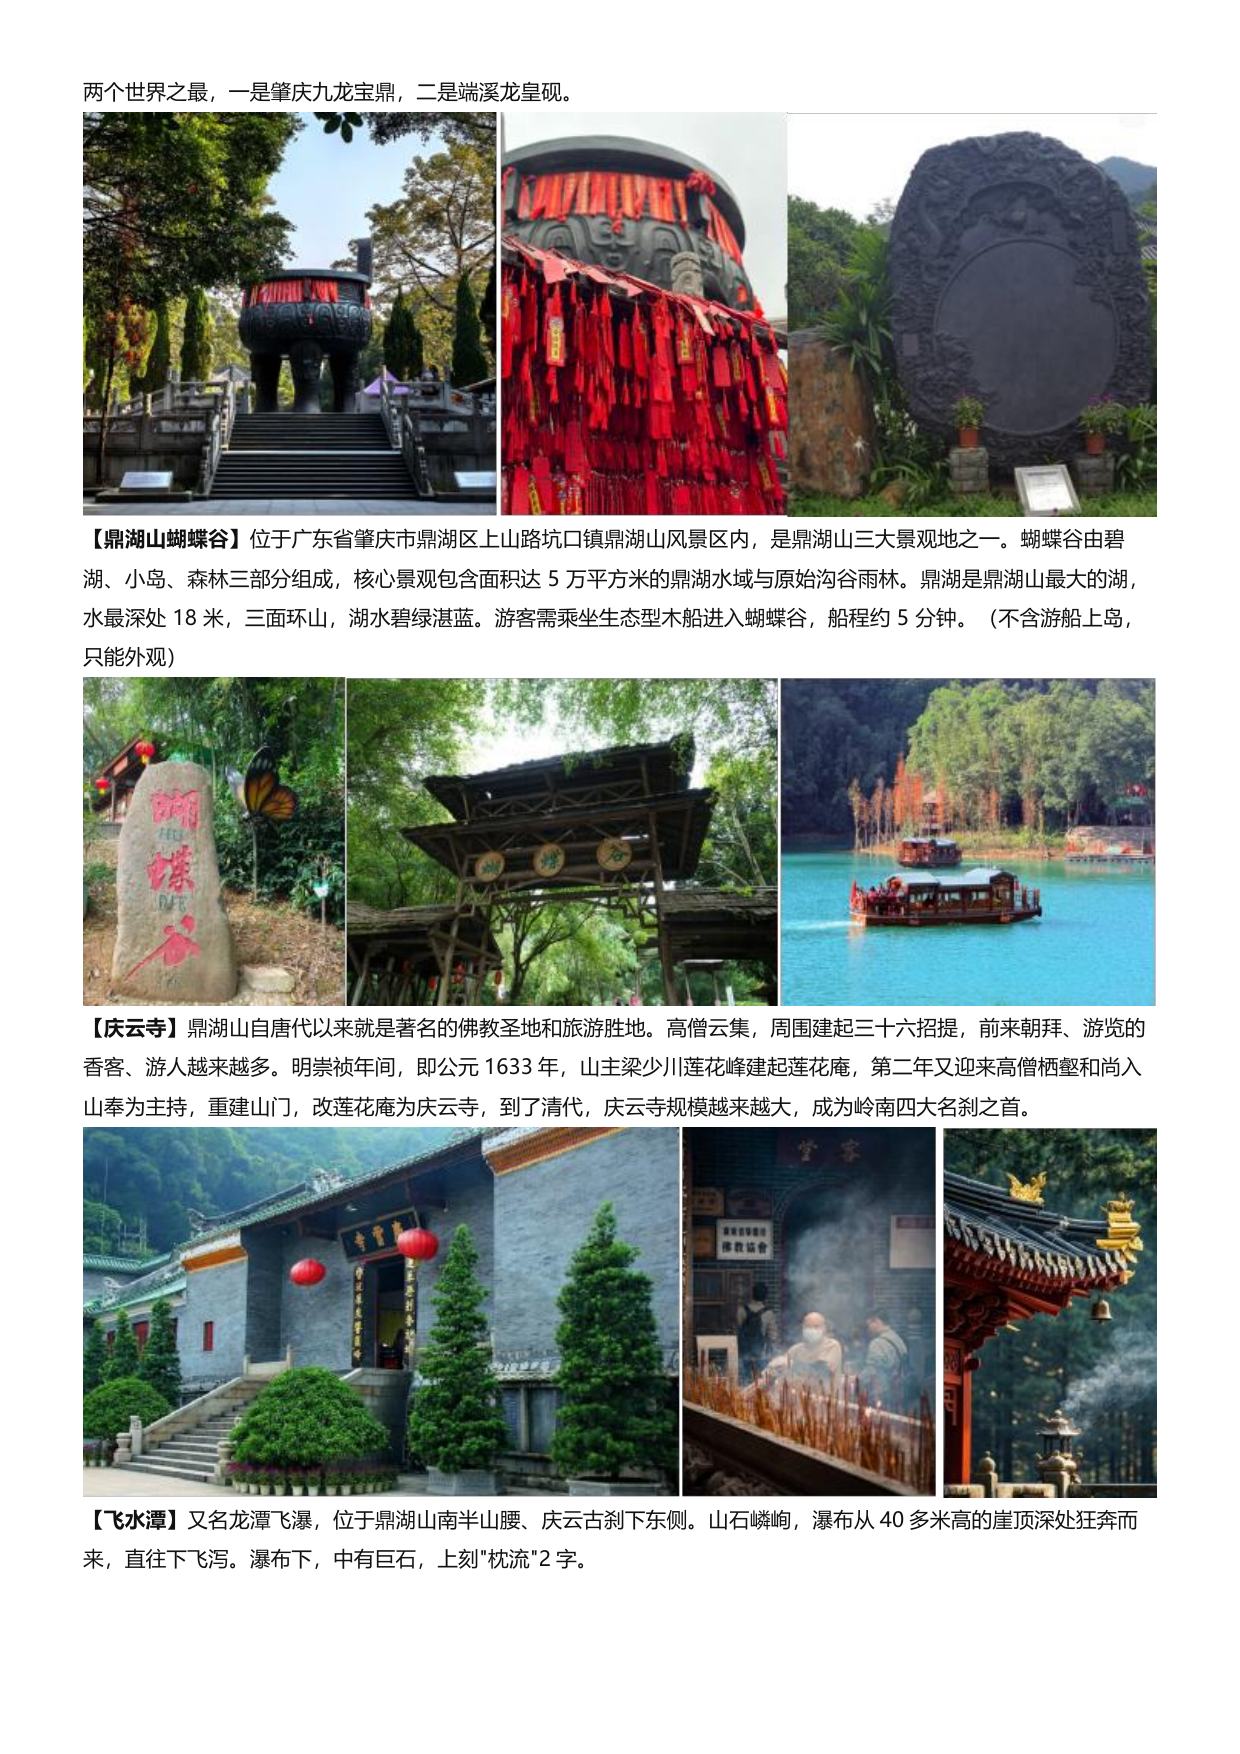 两个世界之最，一是肇庆九龙宝鼎，二是端溪龙皇砚。
【鼎湖山蝴蝶谷】位于广东省肇庆市鼎湖区上山路坑口镇鼎湖山风景区内，是鼎湖山三大景观地之一。蝴蝶谷由碧
湖、小岛、森林三部分组成，核心景观包含面积达 5 万平方米的鼎湖水域与原始沟谷雨林。鼎湖是鼎湖山最大的湖，
水最深处 18 米，三面环山，湖水碧绿湛蓝。游客需乘坐生态型木船进入蝴蝶谷，船程约 5 分钟。（不含游船上岛，
只能外观）
蝴
蝶
谷
蝴 蝶 谷
【庆云寺】鼎湖山自唐代以来就是著名的佛教圣地和旅游胜地。高僧云集，周围建起三十六招提，前来朝拜、游览的
香客、游人越来越多。明崇祯年间，即公元 1633 年，山主梁少川莲花峰建起莲花庵，第二年又迎来高僧栖壑和尚入
山奉为主持，重建山门，改莲花庵为庆云寺，到了清代，庆云寺规模越来越大，成为岭南四大名刹之首。
寺雲慶
堂客
佛教協會
【飞水潭】又名龙潭飞瀑，位于鼎湖山南半山腰、庆云古刹下东侧。山石嶙峋，瀑布从 40 多米高的崖顶深处狂奔而
来，直往下飞泻。瀑布下，中有巨石，上刻"枕流"2 字。